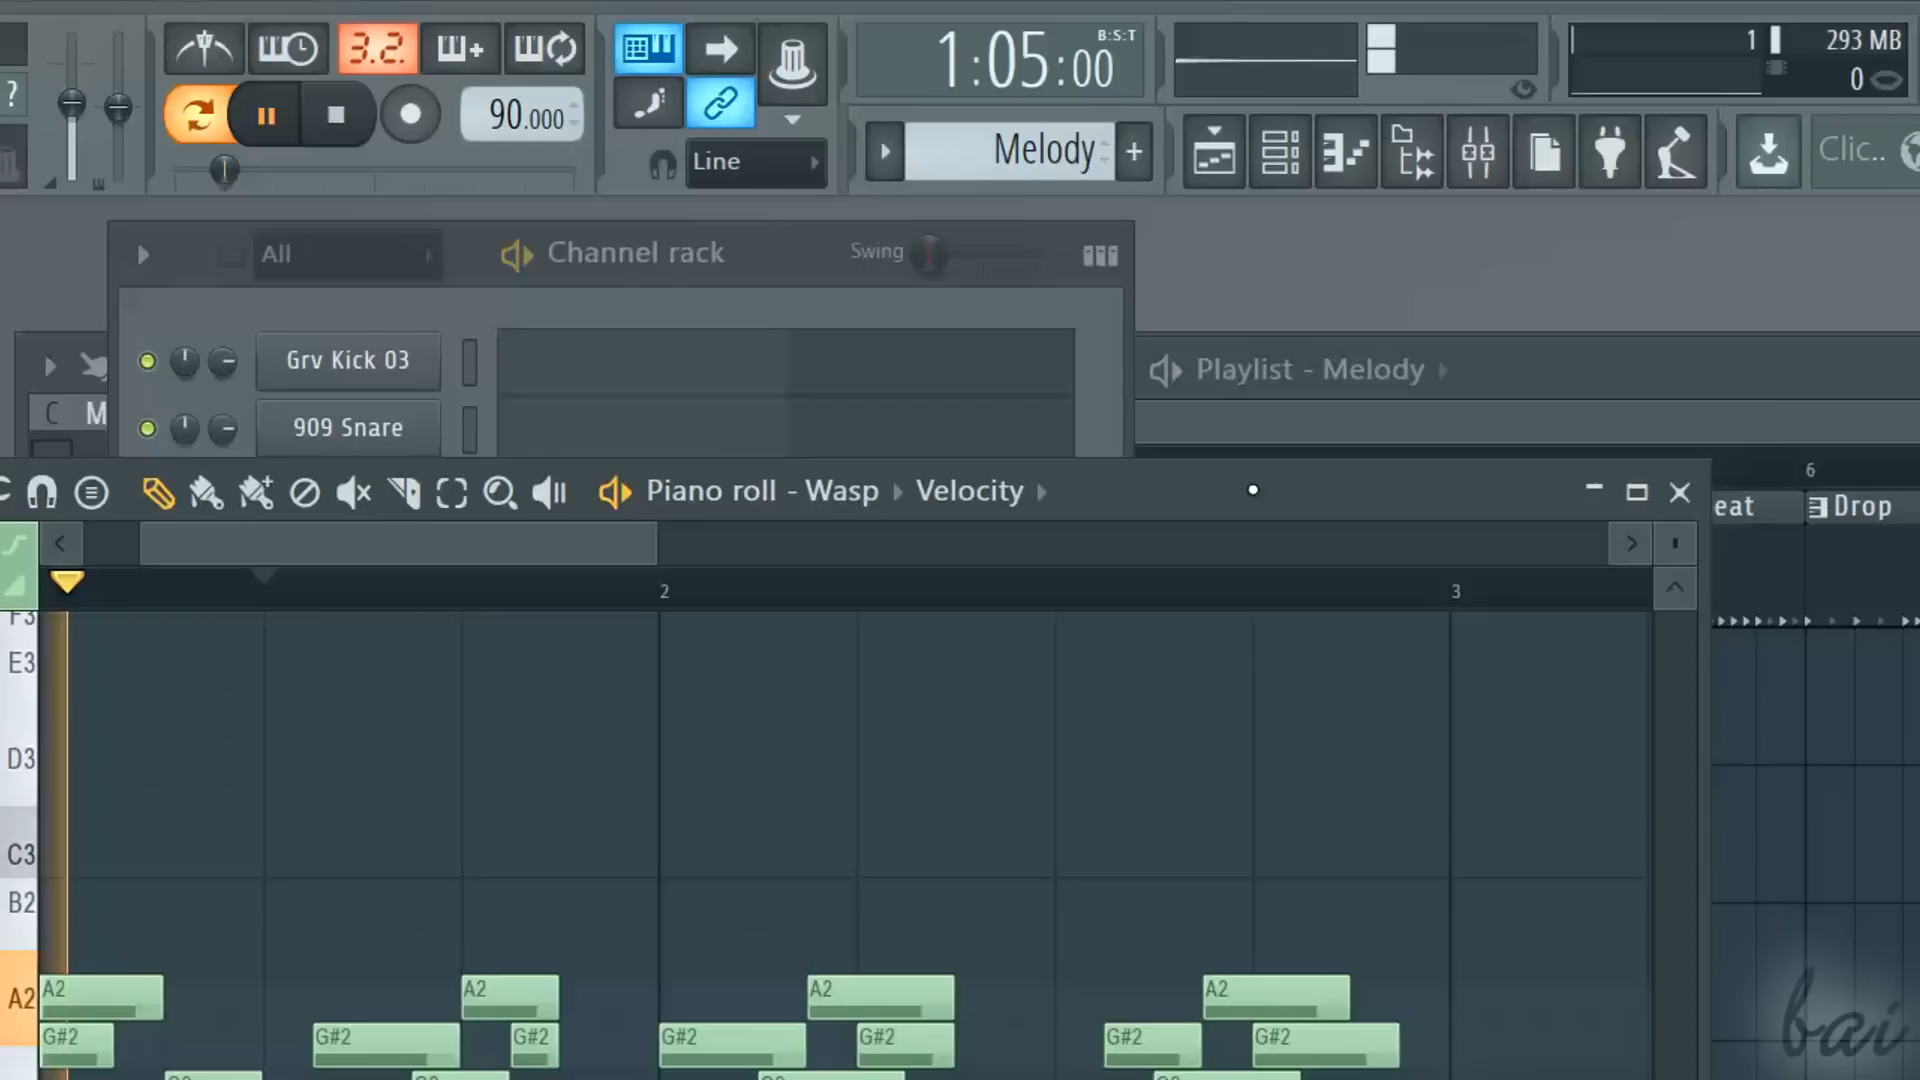 3.2.
1:05:00
B:S:T
1
293 MB
?
90.000
0
Line
Melody
+
Clic..
All
Channel rack
Swing
Grv Kick 03
Playlist - Melody
C
M
909 Snare
6
Piano roll - Wasp
Velocity
eat
Drop
2
3
F3
E3
D3
C3
B2
A2
A2
A2
A2
A2
G#2
G#2
G#2
G#2
G#2
G#2
G#2
bai